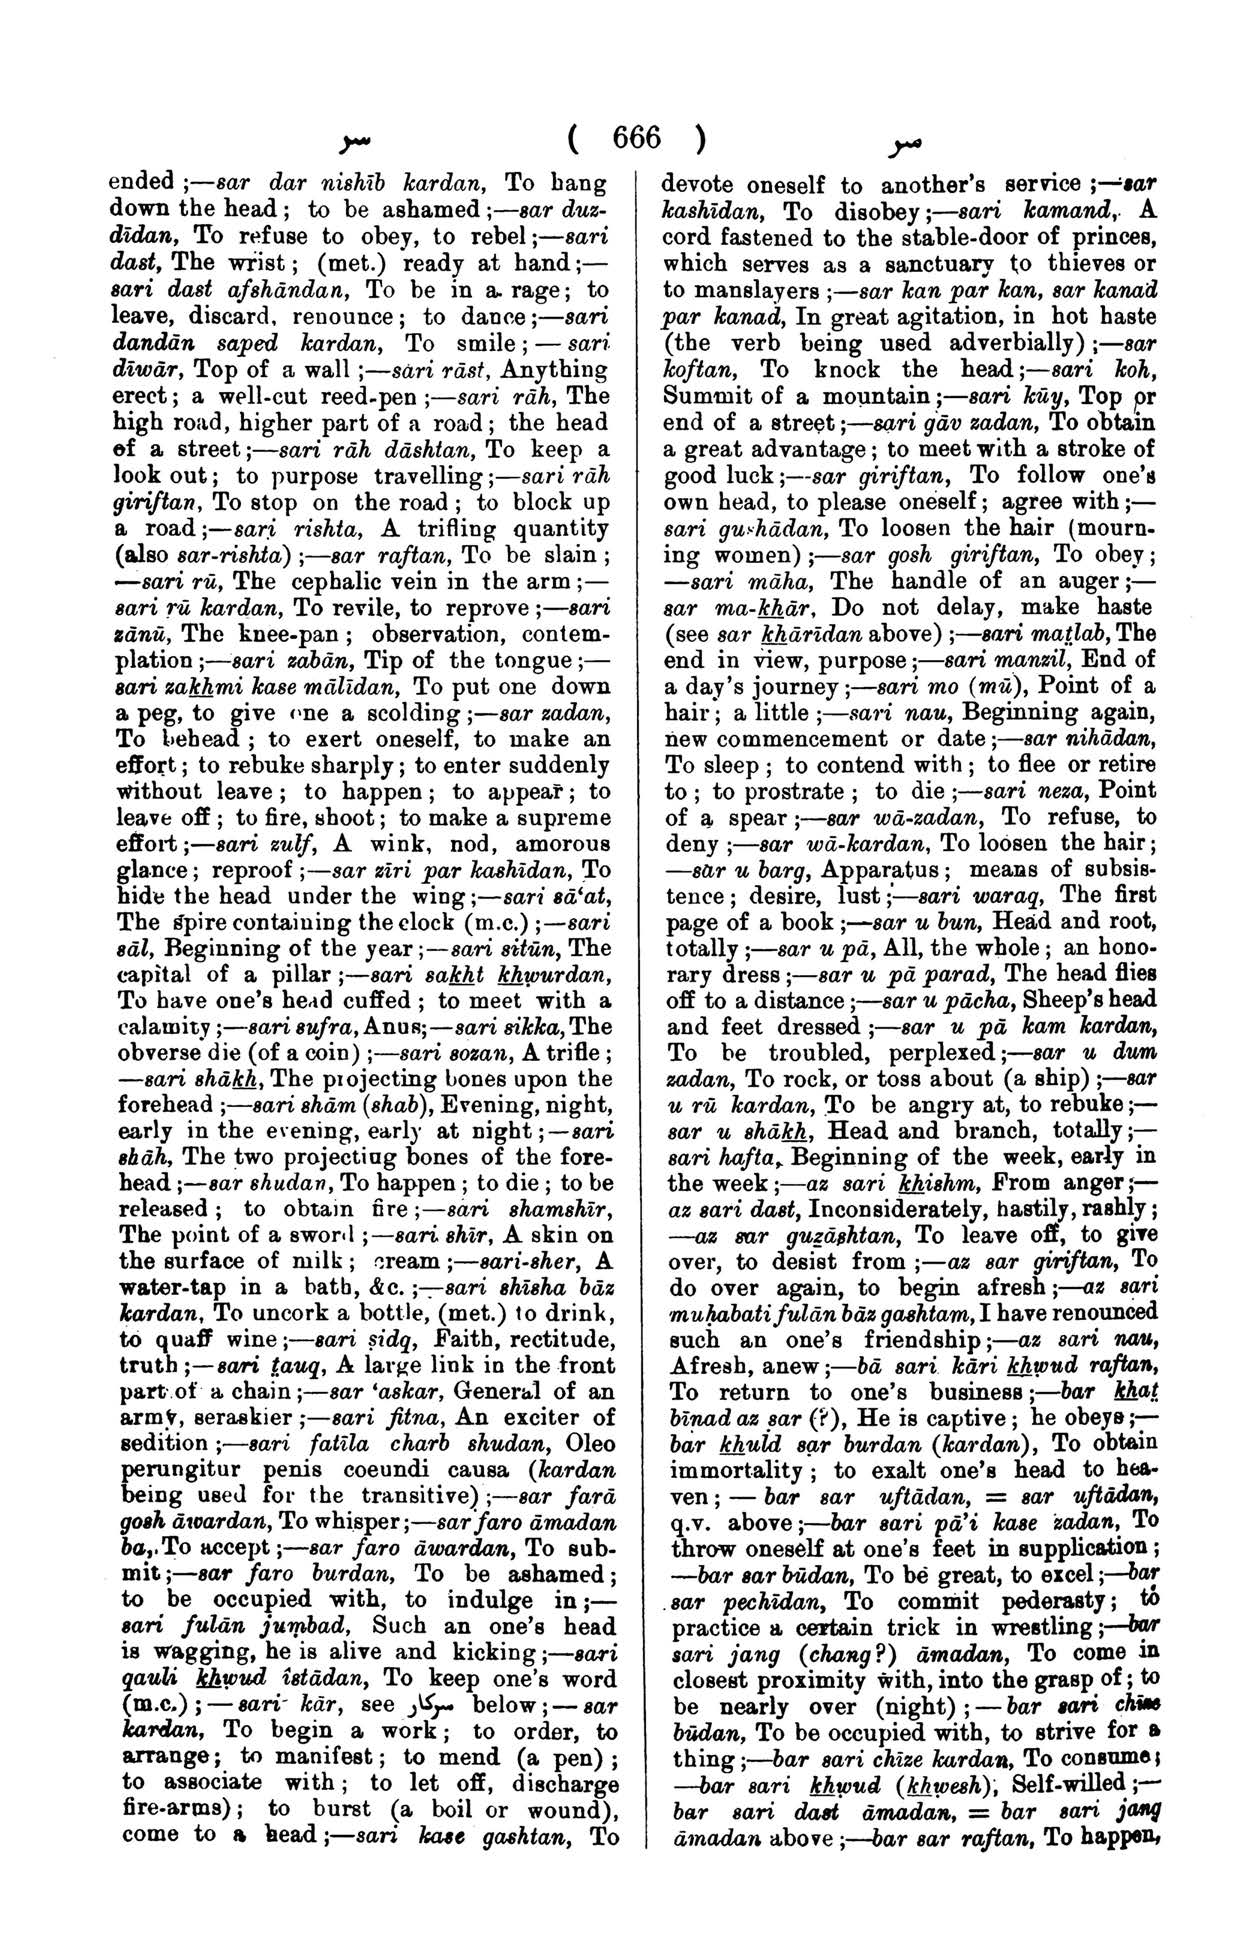 سر ( 666 ) سر
ended ;—sar dar nishīb kardan, To hang
down the head ; to be ashamed ;—sar duz-
dīdan, To refuse to obey, to rebel ;—sari
dast, The wrist ; (met.) ready at hand ;—
sari dast afshāndan, To be in a rage ; to
leave, discard, renounce ; to dance ;—sari
dandān saped kardan, To smile ;—sari
dīwār, Top of a wall ;—sari rāst, Anything
erect ; a well-cut reed-pen ;—sari rāh, The
high road, higher part of a road ; the head
of a street ;—sari rāh dāshtan, To keep a
look out ; to purpose travelling ;—sari rāh
giriftan, To stop on the road ; to block up
a road ;—sari rishta, A trifling quantity
(also sar-rishta) ;—sar raftan, To be slain ;
—sari rū, The cephalic vein in the arm ;—
sari rū kardan, To revile, to reprove ;—sari
zānū, The knee-pan ; observation, contem-
plation ;—sari zabān, Tip of the tongue ;—
sari zakhmi kase mālīdan, To put one down
a peg, to give one a scolding ;—sar zadan,
To behead ; to exert oneself, to make an
effort ; to rebuke sharply ; to enter suddenly
without leave ; to happen ; to appear ; to
leave off ; to fire, shoot ; to make a supreme
effort ;—sari zulf, A wink, nod, amorous
glance ; reproof ;—sar zīri par kashīdan, To
hide the head under the wing ;—sari sā‘at,
The spire containing the clock (m.c.) ;—sari
sāl, Beginning of the year ;—sari sitūn, The
capital of a pillar ;—sari sakht khẉurdan,
To have one's head cuffed ; to meet with a
calamity ;—sari sufra, Anus;—sari sikka, The
obverse die (of a coin) ;—sari sozan, A trifle ;
—sari shākh, The projecting bones upon the
forehead ;—sari shām (shab), Evening, night,
early in the evening, early at night ;—sari
shāh, The two projecting bones of the fore-
head ;—sar shudan, To happen ; to die ; to be
released ; to obtain fire ;—sari shamshīr,
The point of a sword ;—sari shīr, A skin on
the surface of milk ; cream ;—sari-sher, A
water-tap in a bath, &c. ;—sari shīsha bāz
kardan, To uncork a bottle, (met.) to drink,
to quaff wine ;—sari ṣidq, Faith, rectitude,
truth ;—sari t̤auq, A large link in the front
part of a chain ;—sar ‘askar, General of an
army, seraskier ;—sari fitna, An exciter of
sedition ;—sari fatīla charb shudan, Oleo
perungitur penis coeundi causa (kardan
being used for the transitive) ;—sar farā
gosh āwardan, To whisper ;—sar faro āmadan
ba, To accept ;—sar faro āwardan, To sub-
mit ;—sar faro burdan, To be ashamed ;
to be occupied with, to indulge in ;—
sari fulān juṃbad, Such an one's head
is wagging, he is alive and kicking ;—sari
qauli khẉud istādan, To keep one's word
(m.c.) ;—sari kār, see سرکار below ;—sar
kardan, To begin a work ; to order, to
arrange ; to manifest ; to mend (a pen) ;
to associate with ; to let off, discharge
fire-arms) ; to burst (a boil or wound),
come to a head ;—sari kase gashtan, To
devote oneself to another's service ;—sar
kashīdan, To disobey ;—sari kamand, A
cord fastened to the stable-door of princes,
which serves as a sanctuary to thieves or
to manslayers ;—sar kan par kan, sar kanad
par kanad, In great agitation, in hot haste
(the verb being used adverbially) ;—sar
koftan, To knock the head ;—sari koh,
Summit of a mountain ;—sari kūy, Top or
end of a street ;—sari gāv zadan, To obtain
a great advantage ; to meet with a stroke of
good luck ;—sar giriftan, To follow one's
own head, to please oneself ; agree with ;—
sari gushādan, To loosen the hair (mourn-
ing women) ;—sar gosh giriftan, To obey ;
—sari māha, The handle of an auger ;—
sar ma-khār, Do not delay, make haste
(see sar khārīdan above) ;—sari mat̤lab, The
end in view, purpose ;—sari manzil, End of
a day's journey ;—sari mo (mū), Point of a
hair ; a little ;—sari nau, Beginning again,
new commencement or date ;—sar nihādan,
To sleep ; to contend with ; to flee or retire
to ; to prostrate ; to die ;—sari neza, Point
of a spear ;—sar wā-zadan, To refuse, to
deny ;—sar wā-kardan, To loosen the hair ;
—sar u barg, Apparatus ; means of subsis-
tence ; desire, lust ;—sari waraq, The first
page of a book ;—sar u bun, Head and root,
totally ;—sar u pā, All, the whole ; an hono-
rary dress ;—sar u pā parad, The head flies
off to a distance ;—sar u pācha, Sheep's head
and feet dressed ;—sar u pā kam kardan,
To be troubled, perplexed ;—sar u dum
zadan, To rock, or toss about (a ship) ;—sar
u rū kardan, To be angry at, to rebuke ;—
sar u shākh, Head and branch, totally ;—
sari hafta, Beginning of the week, early in
the week ;—az sari khishm, From anger ;—
az sari dast, Inconsiderately, hastily, rashly ;
—az sar guẕāshtan, To leave off, to give
over, to desist from ;—az sar giriftan, To
do over again, to begin afresh ;—az sari
muḥabati fulān bāz gashtam, I have renounced
such an one's friendship ;—az sari nau,
Afresh, anew ;—bā sari kāri khẉud raftan,
To return to one's business ;—bar khat̤
bīnad az sar (?), He is captive ; he obeys ;—
bar khuld sar burdan (kardan), To obtain
immortality ; to exalt one's head to hea-
ven ;—bar sar uftādan, = sar uftādan,
q.v. above ;—bar sari pā'i kase zadan, To
throw oneself at one's feet in supplication ;
—bar sar būdan, To be great, to excel ;—bar
sar pechīdan, To commit pederasty ; to
practice a certain trick in wrestling ;—bar
sari jang (chang?) āmadan, To come in
closest proximity with, into the grasp of ; to
be nearly over (night) ;—bar sari chīze
būdan, To be occupied with, to strive for a
thing ;—bar sari chīze kardan, To consume ;
—bar sari khẉud (khẉesh), Self-willed ;—
bar sari dast āmadan, = bar sari jang
āmadan above ;—bar sar raftan, To happen,